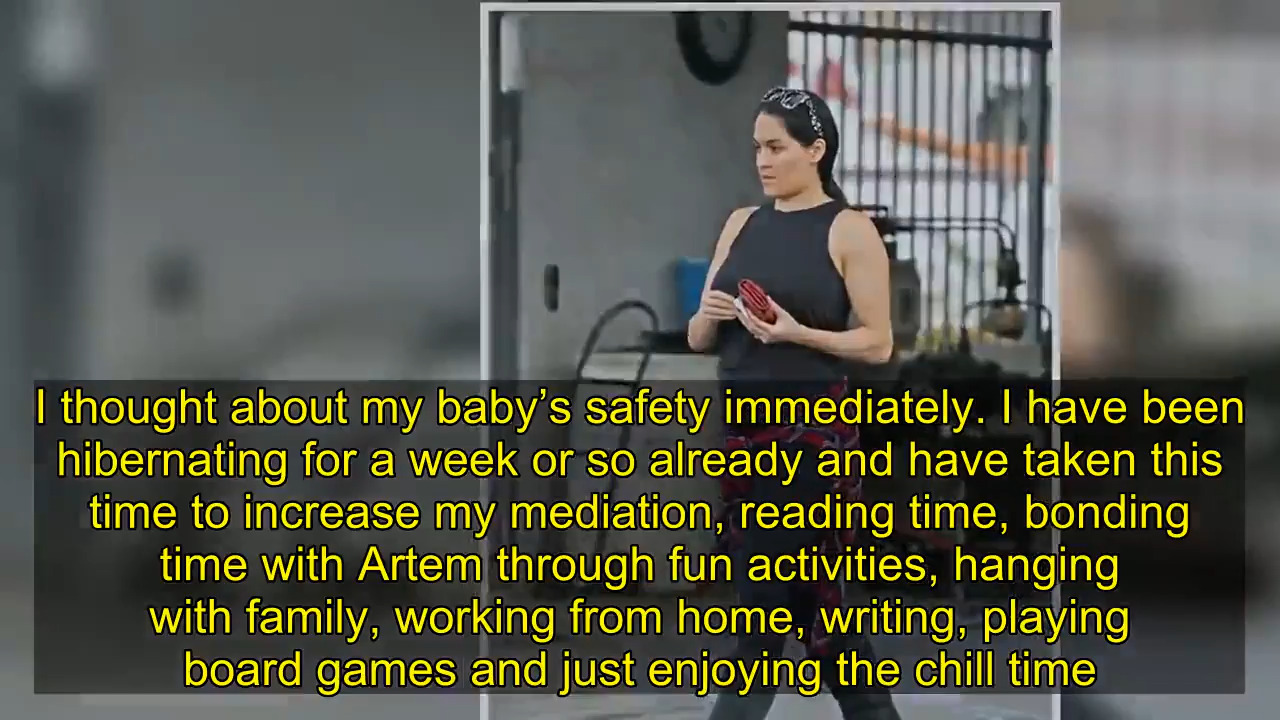 I thought about my baby’s safety immediately. I have been
hibernating for a week or so already and have taken this
time to increase my mediation, reading time, bonding
time with Artem through fun activities, hanging
with family, working from home, writing, playing
board games and just enjoying the chill time